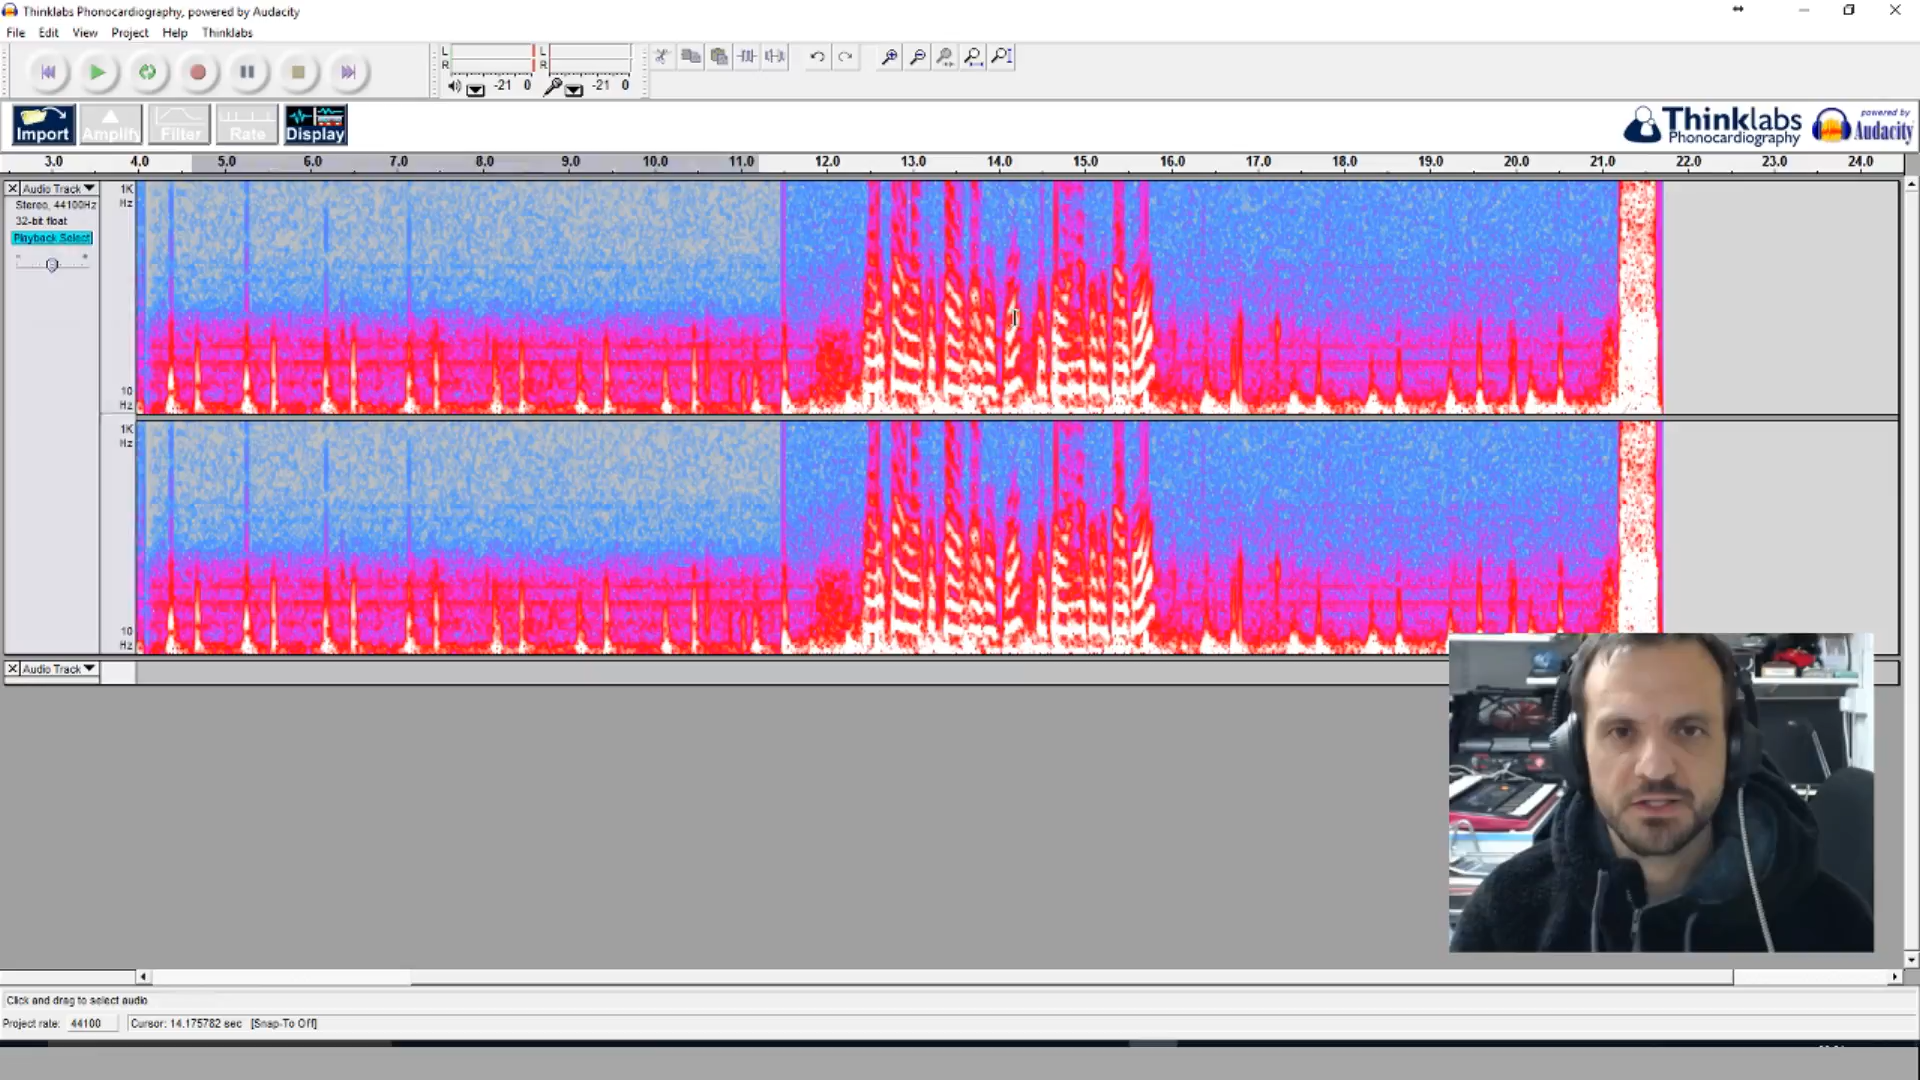 Thinklabs Phonocardiography, powered by Audacity
File Edit View Project Help Thinklabs
L
R
-21 0
L
R
-21 0
Import Amplify Filter Rate Display
Thinklabs
Phonocardiography
powered by
Audacity
3.0 4.0 5.0 6.0 7.0 8.0 9.0 10.0 11.0 12.0 13.0 14.0 15.0 16.0 17.0 18.0 19.0 20.0 21.0 22.0 23.0 24.0
Audio Track
Stereo, 44100Hz
32-bit float
Playback Select
- +
1K
Hz
10
Hz
1K
Hz
10
Hz
Audio Track
Click and drag to select audio
Project rate: 44100 Cursor: 14.175782 sec [Snap-To Off]